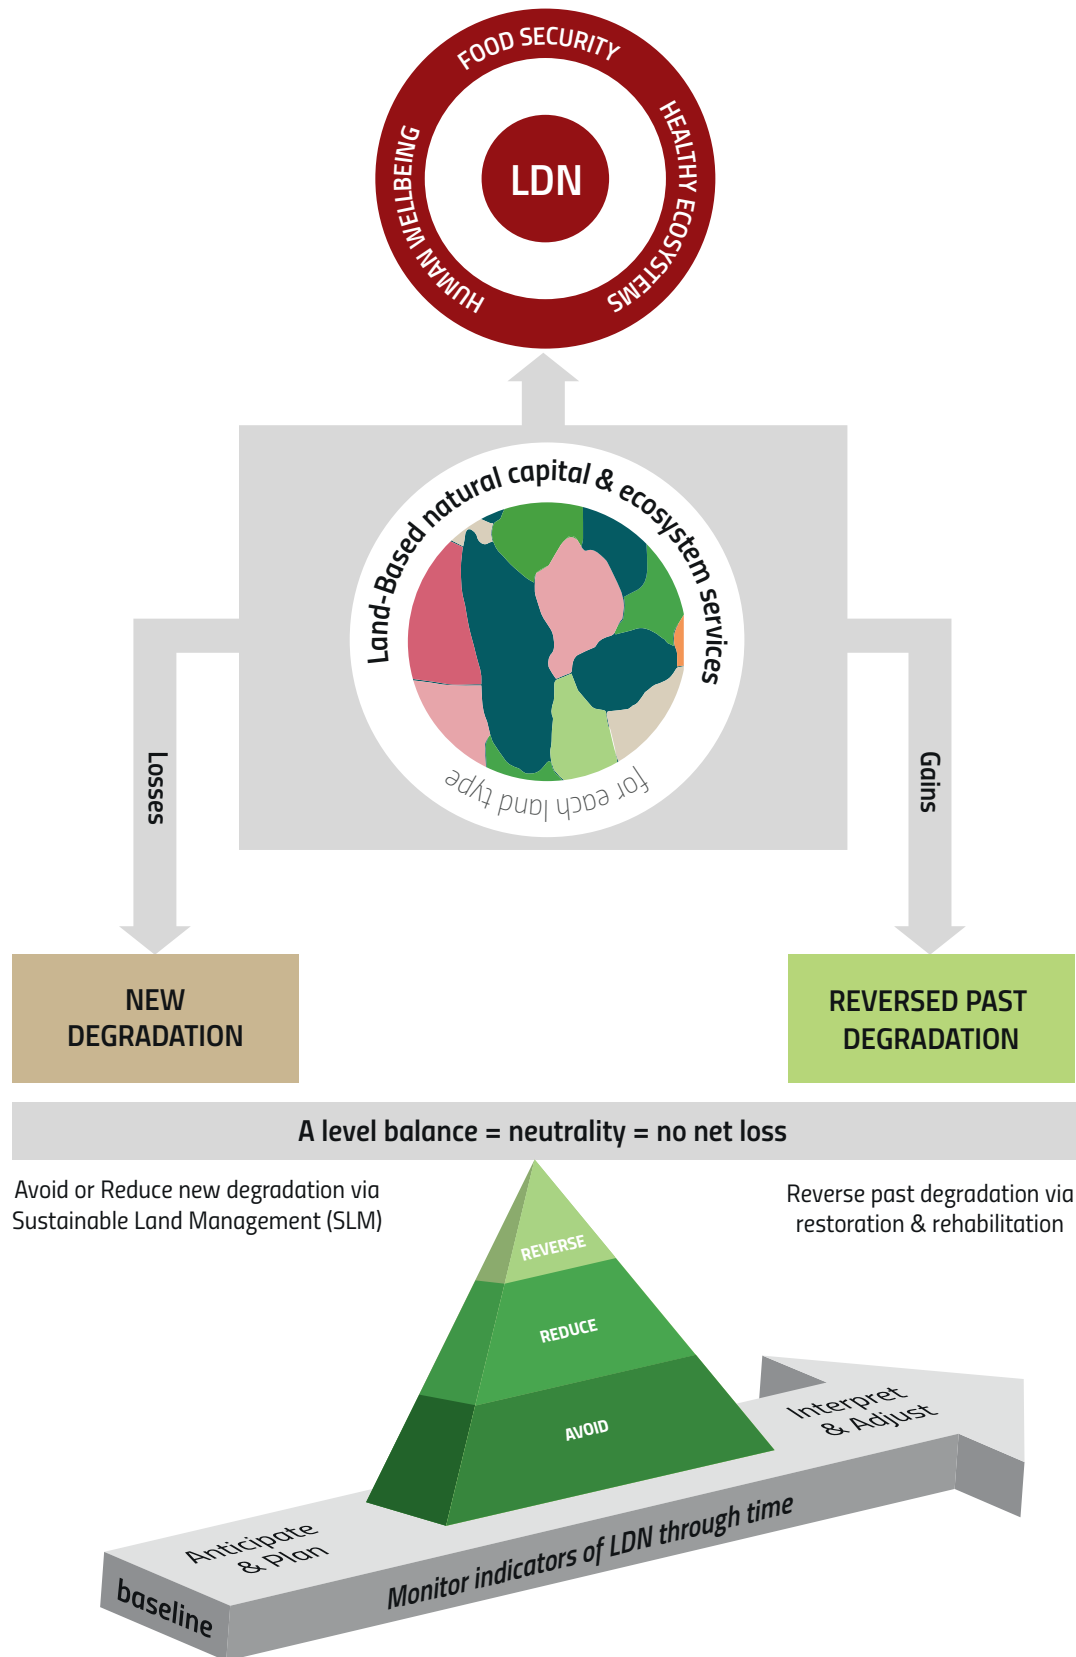 FOOD SECURITY
HUMAN WELLBEING
HEALTHY ECOSYSTEMS
LDN
Land-Based natural capital & ecosystem services
for each land type
Losses
Gains
NEW
DEGRADATION
REVERSED PAST
DEGRADATION
A level balance = neutrality = no net loss
Avoid or Reduce new degradation via
Sustainable Land Management (SLM)
Reverse past degradation via
restoration & rehabilitation
REVERSE
REDUCE
AVOID
Interpret
& Adjust
Anticipate
& Plan
Monitor indicators of LDN through time
baseline